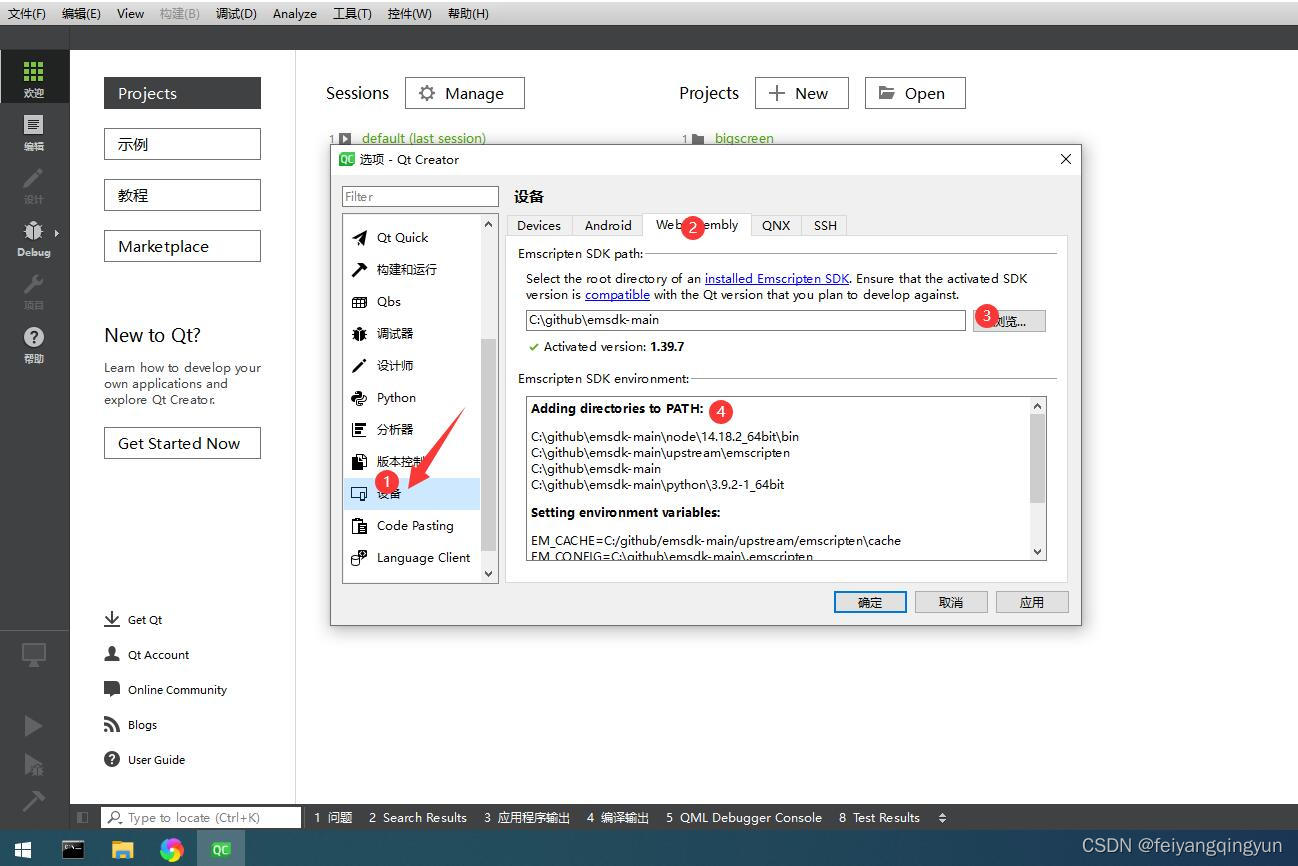 文件(F) 编辑(E) View 构建(B) 调试(D) Analyze 工具(T) 控件(W) 帮助(H)
欢迎
编辑
设计
Debug
项目
帮助
Projects
示例
教程
Marketplace
New to Qt?
Learn how to develop your
own applications and
explore Qt Creator.
Get Started Now
Get Qt
Qt Account
Online Community
Blogs
User Guide
Sessions Manage
1 default (last session)
Projects New Open
1 bigscreen
QC 选项 - Qt Creator
Filter
Qt Quick
构建和运行
Qbs
调试器
设计师
Python
分析器
版本控制
1
设备
Code Pasting
Language Client
设备
Devices Android Web 2 mbly QNX SSH
Emscripten SDK path:
Select the root directory of an installed Emscripten SDK. Ensure that the activated SDK
version is compatible with the Qt version that you plan to develop against.
C:\github\emsdk-main 3 浏览...
Activated version: 1.39.7
Emscripten SDK environment:
Adding directories to PATH: 4
C:\github\emsdk-main\node\14.18.2_64bit\bin
C:\github\emsdk-main\upstream\emscripten
C:\github\emsdk-main
C:\github\emsdk-main\python\3.9.2-1_64bit
Setting environment variables:
EM_CACHE=C:/github/emsdk-main/upstream/emscripten\cache
EM_CONFIG=C:\github\emsdk-main\.emscripten
确定 取消 应用
Type to locate (Ctrl+K) 1 问题 2 Search Results 3 应用程序输出 4 编译输出 5 QML Debugger Console 8 Test Results
QC
CSDN @feiyangqingyun